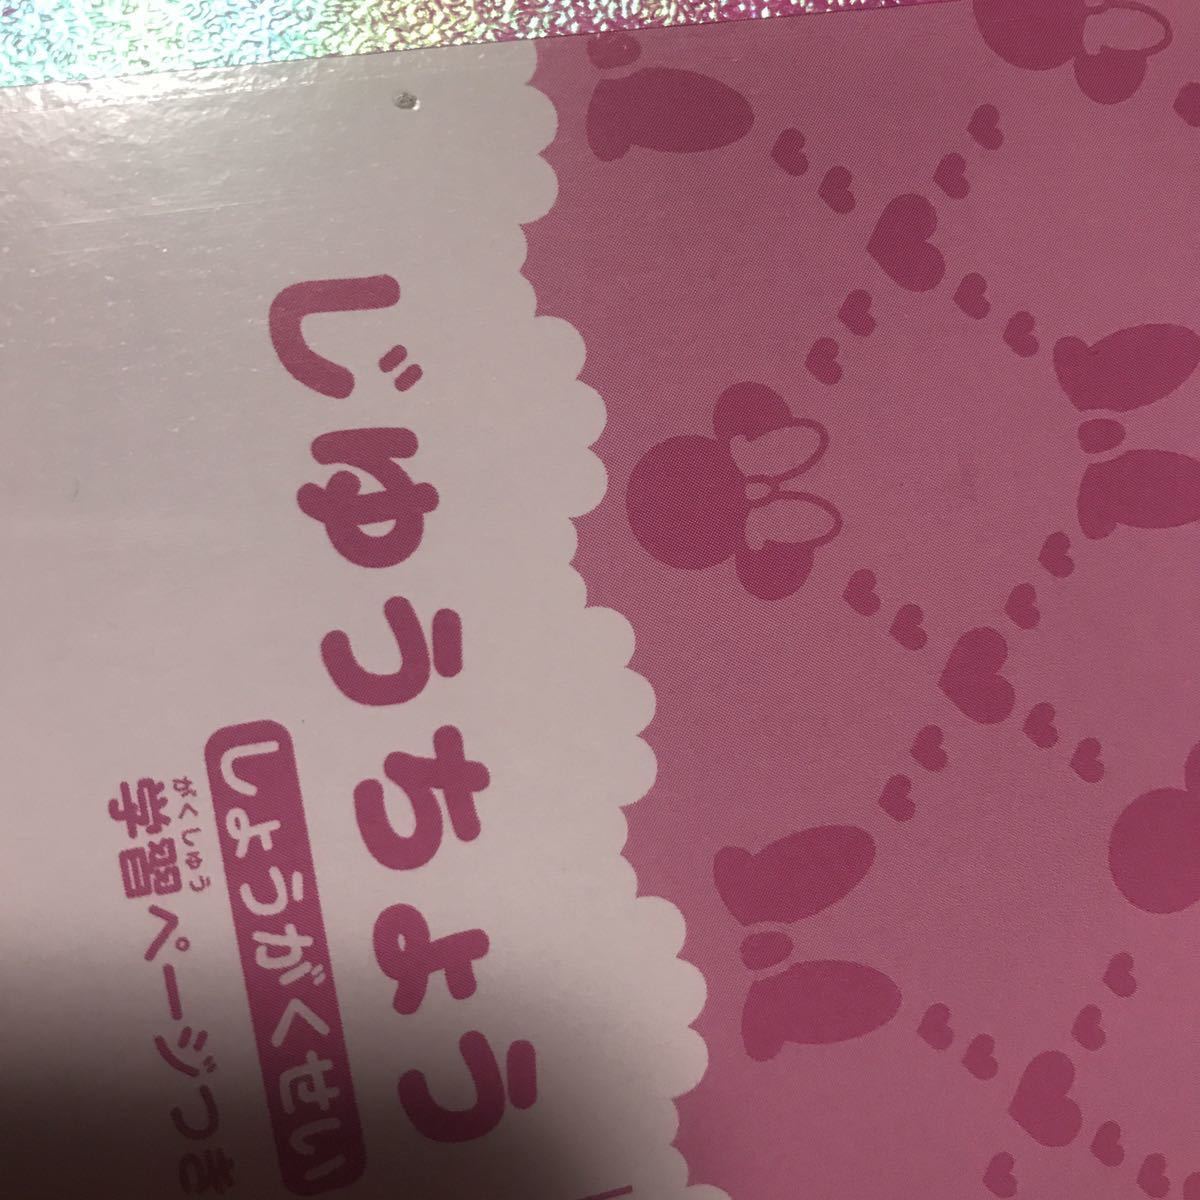 じゆうちょう
しょうがくせい
がくしゅう
学習ページつき